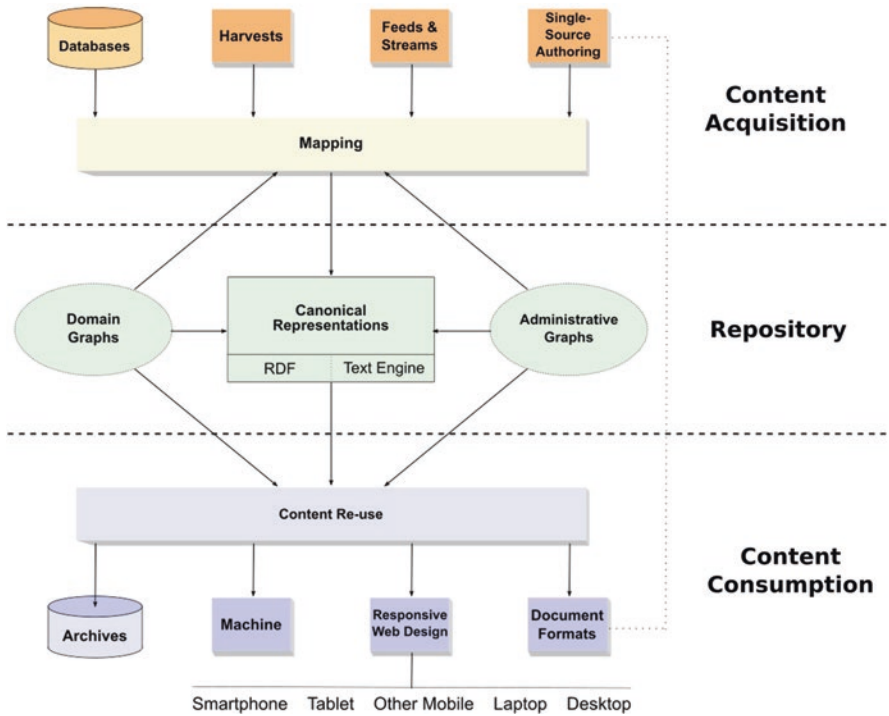 Databases
Harvests
Feeds &
Streams
Single-
Source
Authoring
Content
Acquisition
Mapping
Domain
Graphs
Canonical
Representations
RDF
Text Engine
Administrative
Graphs
Repository
Content Re-use
Content
Consumption
Archives
Machine
Responsive
Web Design
Document
Formats
Smartphone Tablet Other Mobile Laptop Desktop